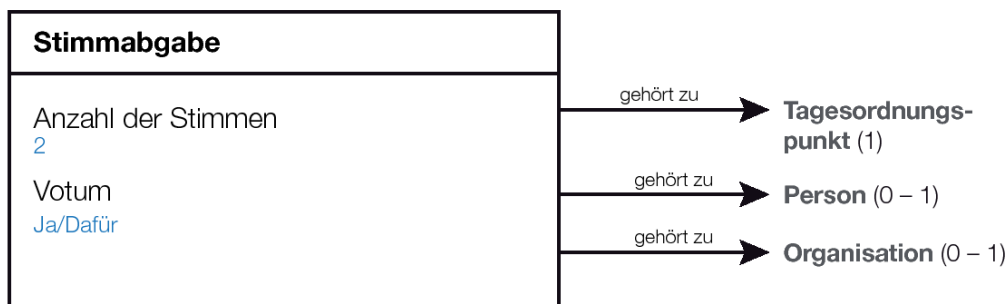 Stimmabgabe
Anzahl der Stimmen
2
Votum
Ja/Dafür
gehört zu
Tagesordnungs-
punkt (1)
gehört zu
Person (0 – 1)
gehört zu
Organisation (0 – 1)